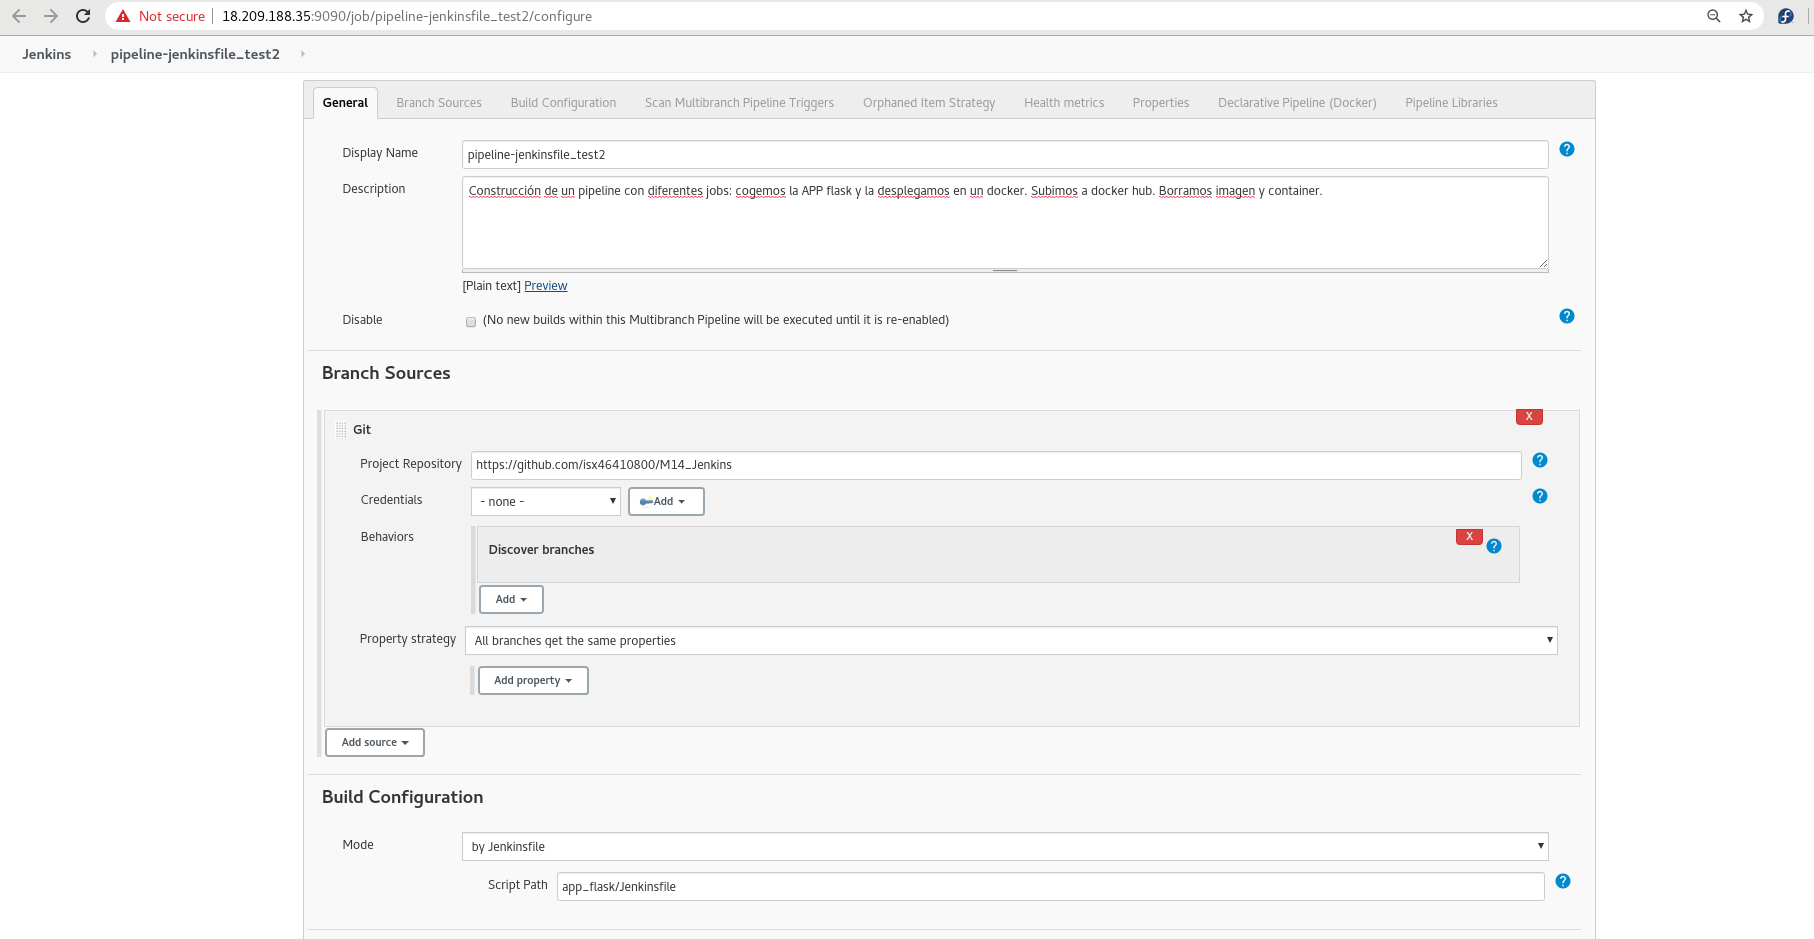 Not secure 18.209.188.35:9090/job/pipeline-jenkinsfile_test2/configure
Jenkins pipeline-jenkinsfile_test2
General Branch Sources Build Configuration Scan Multibranch Pipeline Triggers Orphaned Item Strategy Health metrics Properties Declarative Pipeline (Docker) Pipeline Libraries
Display Name pipeline-jenkinsfile_test2 ?
Description Construcción de un pipeline con diferentes jobs: cogemos la APP flask y la desplegamos en un docker. Subimos a docker hub. Borramos imagen y container.
[Plain text] Preview
Disable (No new builds within this Multibranch Pipeline will be executed until it is re-enabled) ?
Branch Sources
X
Git
Project Repository https://github.com/isx46410800/M14_Jenkins ?
Credentials - none - Add ?
Behaviors X
Discover branches ?
Add
Property strategy All branches get the same properties
Add property
Add source
Build Configuration
Mode by Jenkinsfile
Script Path app_flask/Jenkinsfile ?